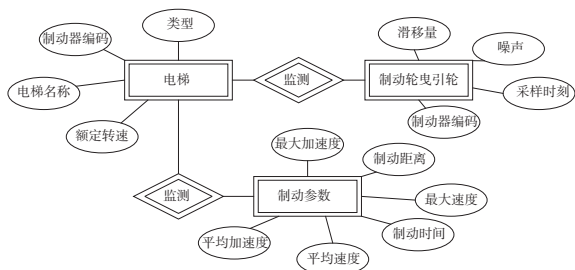 类型
滑移量
制动器编码
噪声
电梯
监测
制动轮曳引轮
电梯名称
采样时刻
额定转速
制动器编码
最大加速度
制动距离
监测
制动参数
最大速度
平均加速度
制动时间
平均速度